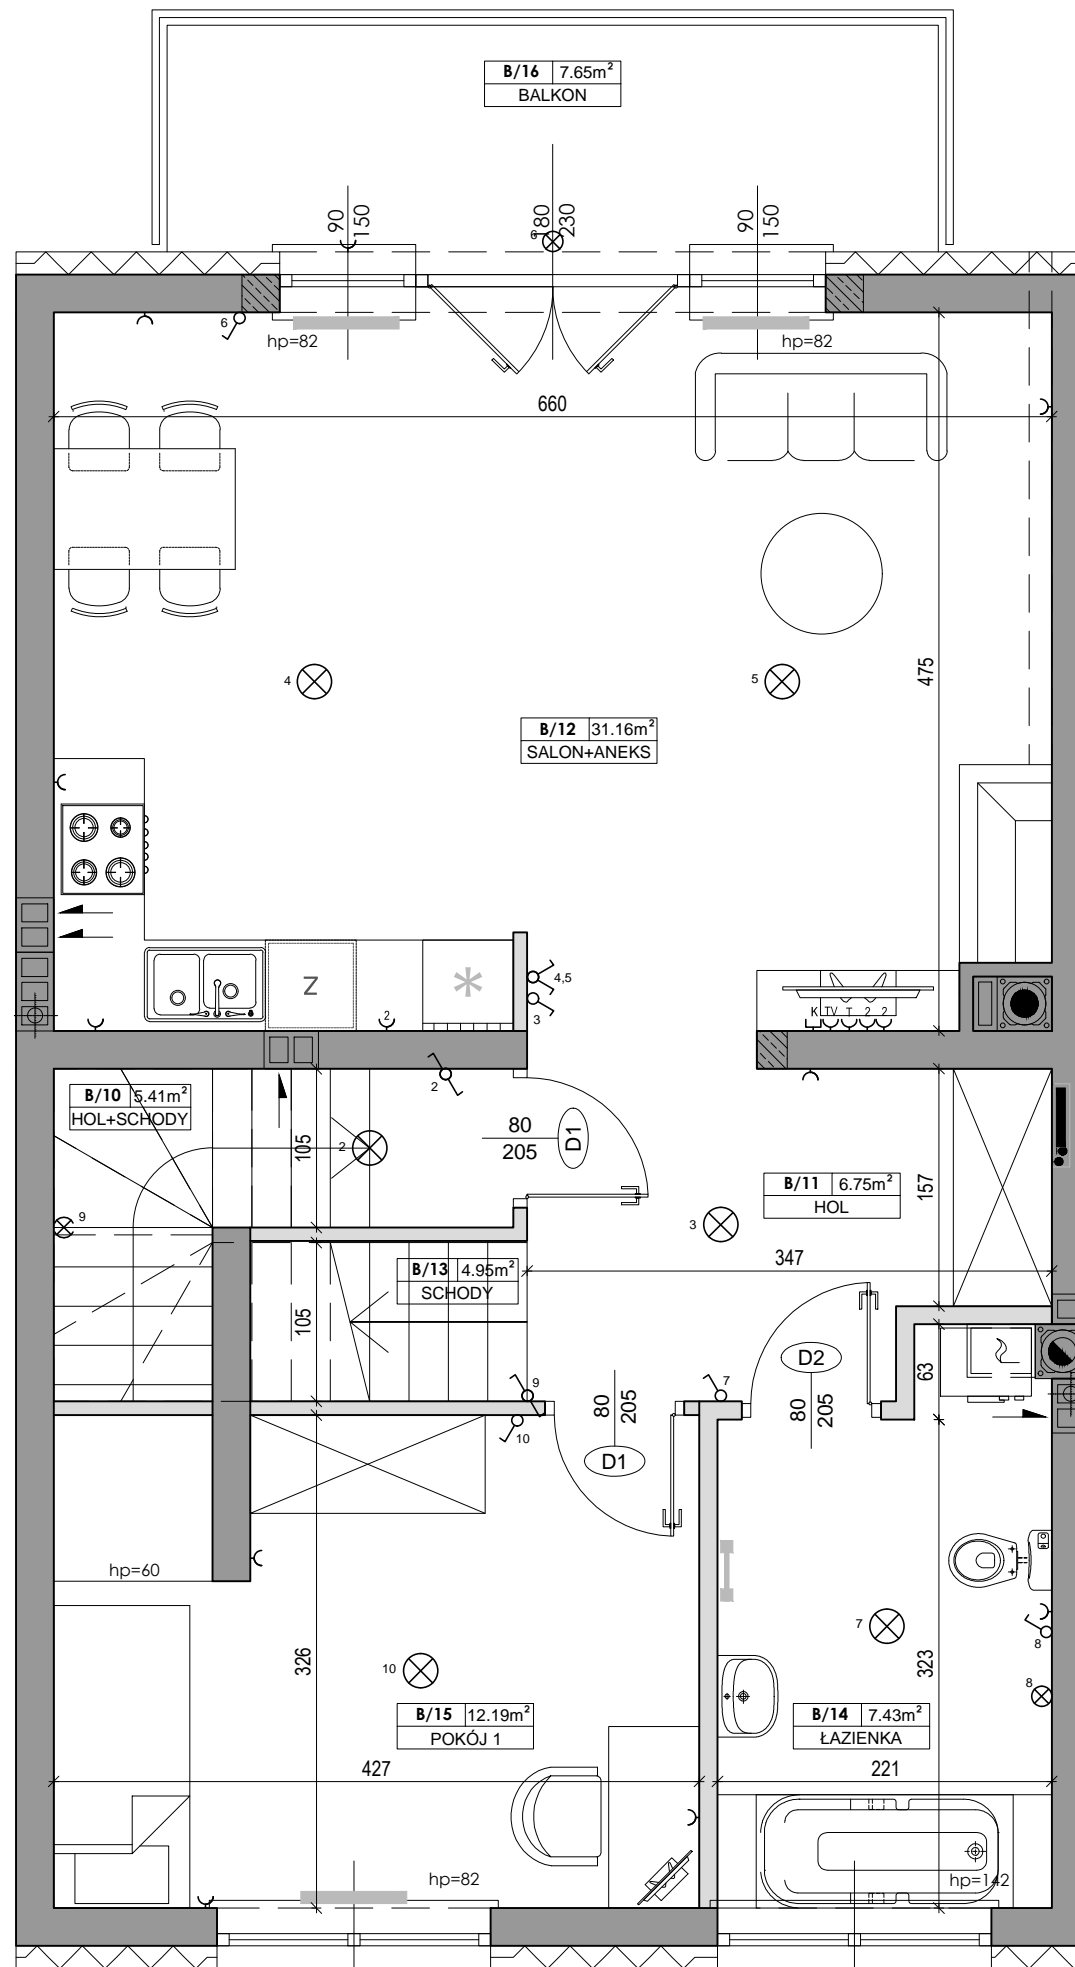 B/16 7.65m²
BALKON
90
150
6
80
230
90
150
6
hp=82
hp=82
660
4
5
475
B/12 31.16m²
SALON+ANEKS
Z
*
4,5
3
2
K TV T 2 2
2
B/10 5.41m²
HOL+SCHODY
80
205
D1
105
2
B/11 6.75m²
HOL
157
9
3
347
B/13 4.95m²
SCHODY
105
D2
63
9
80
205
7
80
205
10
D1
hp=60
7
8
326
10
323
8
B/15 12.19m²
POKÓJ 1
B/14 7.43m²
ŁAZIENKA
427
221
hp=82
hp=142